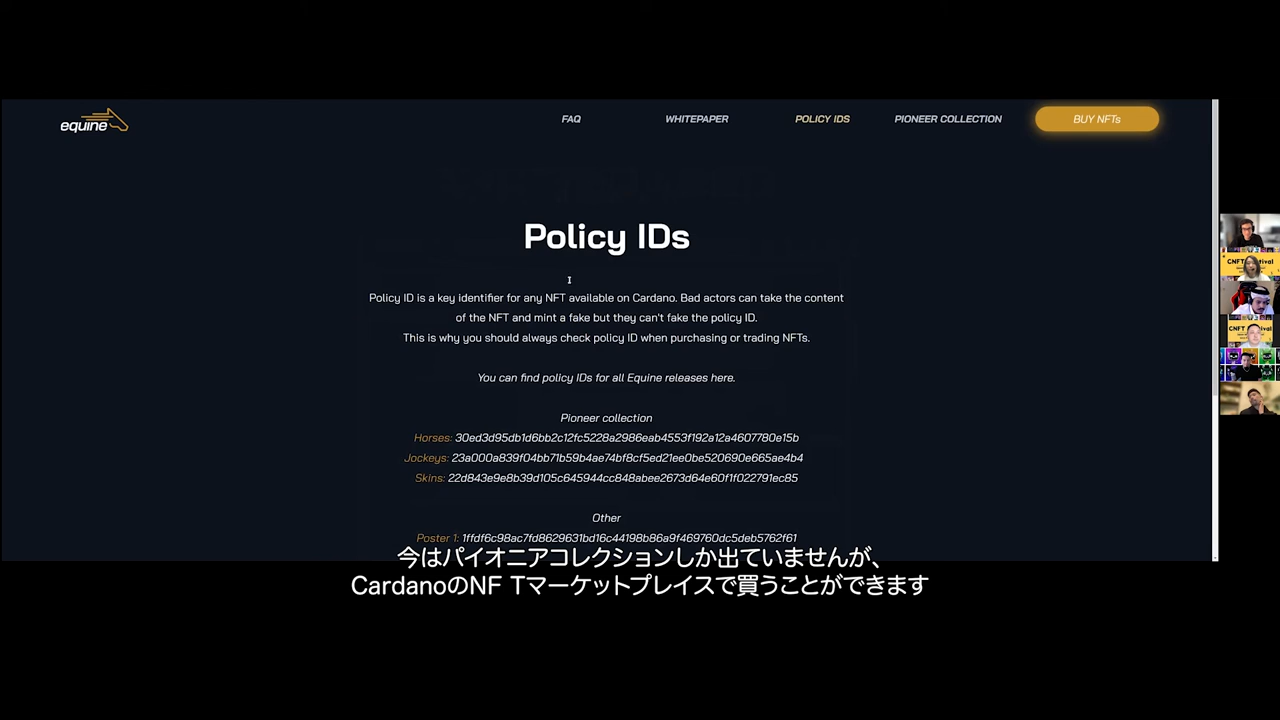 equine
FAQ
WHITEPAPER
POLICY IDS
PIONEER COLLECTION
BUY NFTs
Policy IDs
Policy ID is a key identifier for any NFT available on Cardano. Bad actors can take the content
of the NFT and mint a fake but they can't fake the policy ID.
This is why you should always check policy ID when purchasing or trading NFTs.
You can find policy IDs for all Equine releases here.
Pioneer collection
Horses: 30ed3d95db1d6bb2c12fc5228a2986eab4553f192a12a4607780e15b
Jockeys: 23a000a839f04bb71b59b4ae74bf8cf5ed21ee0be520690e665ae4b4
Skins: 22d843e9e8b39d105c645944cc848abee2673d64e60f1f022791ec85
Other
Poster 1: 1ffdf6c98ac7fd8629631bd16c44198b86a9f469760dc5deb5762f61
今はパイオニアコレクションしか出ていませんが、
CardanoのNF Tマーケットプレイスで買うことができます